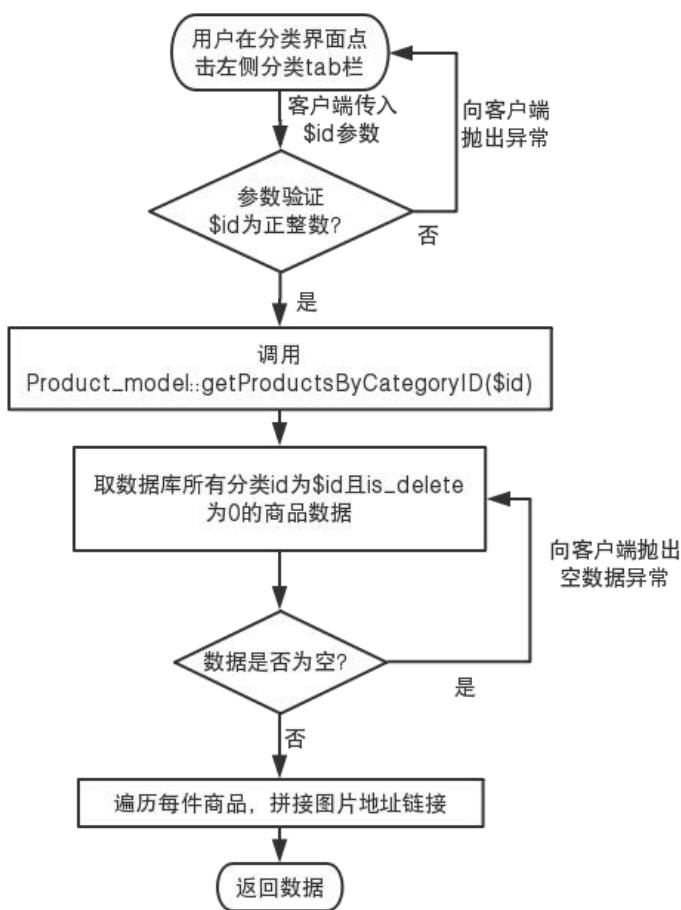 用户在分类界面点
击左侧分类tab栏
客户端传入
$id参数
向客户端
抛出异常
参数验证
$id为正整数?
否
是
调用
Product_model::getProductsByCategoryID($id)
取数据库所有分类id为$id且is_delete
为0的商品数据
向客户端抛出
空数据异常
数据是否为空?
是
否
遍历每件商品，拼接图片地址链接
返回数据